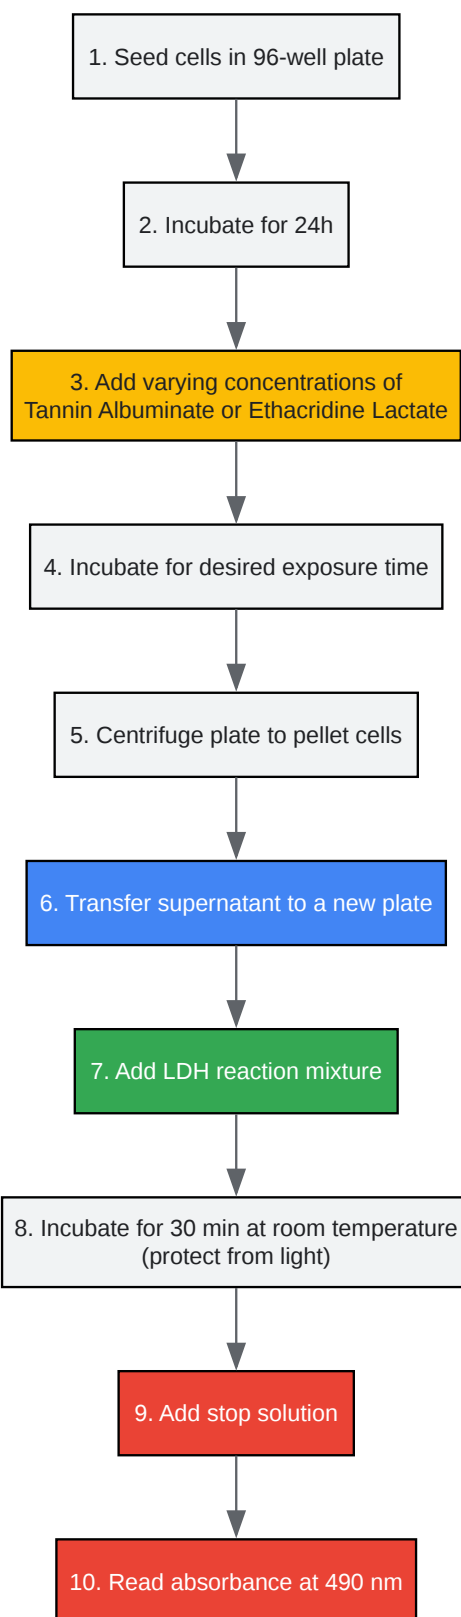 1. Seed cells in 96-well plate
2. Incubate for 24h
3. Add varying concentrations of
Tannin Albuminate or Ethacridine Lactate
4. Incubate for desired exposure time
5. Centrifuge plate to pellet cells
6. Transfer supernatant to a new plate
7. Add LDH reaction mixture
8. Incubate for 30 min at room temperature
(protect from light)
9. Add stop solution
10. Read absorbance at 490 nm